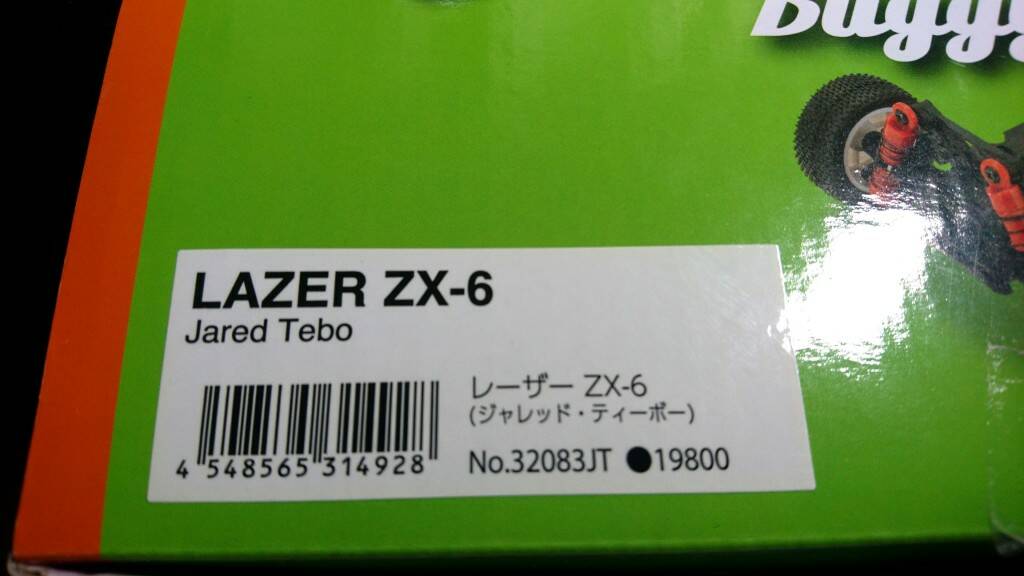 Buggy
LAZER ZX-6
Jared Tebo
レーザー ZX-6
(ジャレッド・ティーボー)
4 548565 314928
No.32083JT ●19800